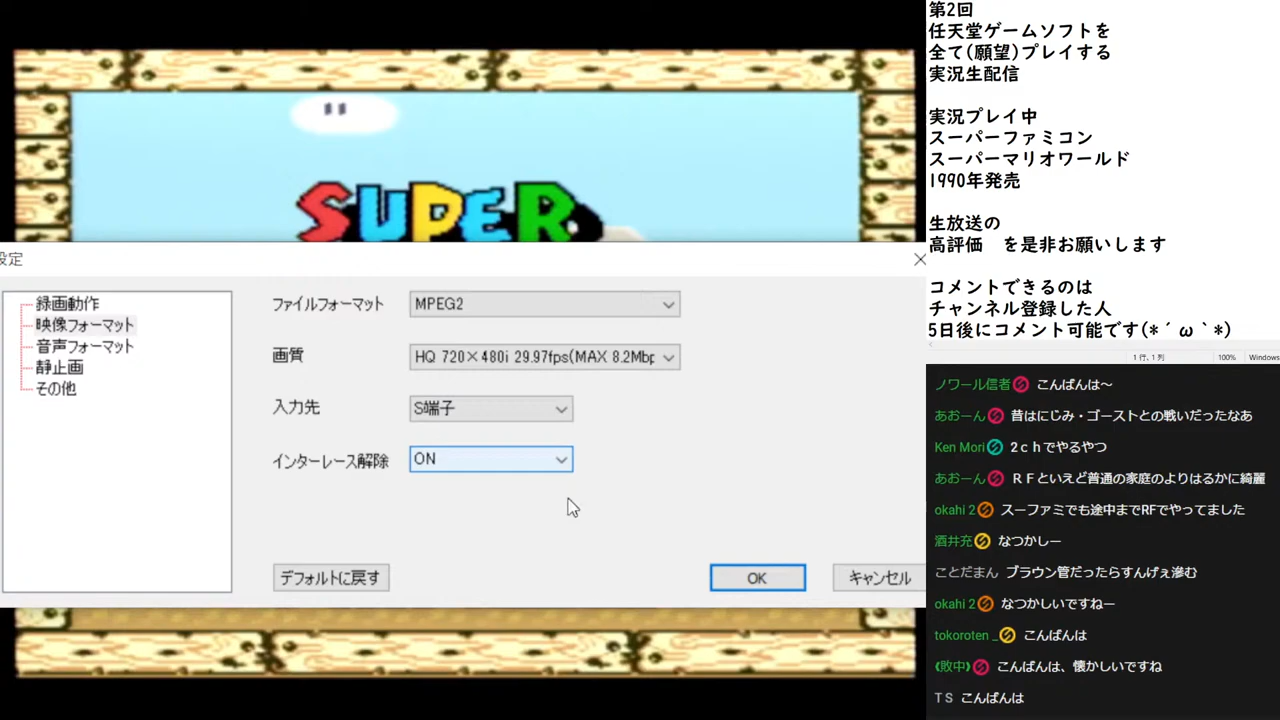 SUPER
設定
録画動作
映像フォーマット
音声フォーマット
静止画
その他
ファイルフォーマット
MPEG2
画質
HQ 720×480i 29.97fps(MAX 8.2Mbp
入力先
S端子
インターレース解除
ON
デフォルトに戻す
OK
キャンセル
第2回
任天堂ゲームソフトを
全て(願望)プレイする
実況生配信
実況プレイ中
スーパーファミコン
スーパーマリオワールド
1990年発売
生放送の
高評価　を是非お願いします
コメントできるのは
チャンネル登録した人
5日後にコメント可能です(*´ω`*)
1行、1列
100%
Windows
ノワール信者 こんばんは～
あおーん 昔はにじみ・ゴーストとの戦いだったなあ
Ken Mori 2ｃｈでやるやつ
あおーん ＲＦといえど普通の家庭のよりはるかに綺麗
okahi 2 スーファミでも途中までRFでやってました
酒井充 なつかしー
ことだまん ブラウン管だったらすんげぇ滲む
okahi 2 なつかしいですねー
tokoroten _ こんばんは
《敗中》 こんばんは、懐かしいですね
T S こんばんは